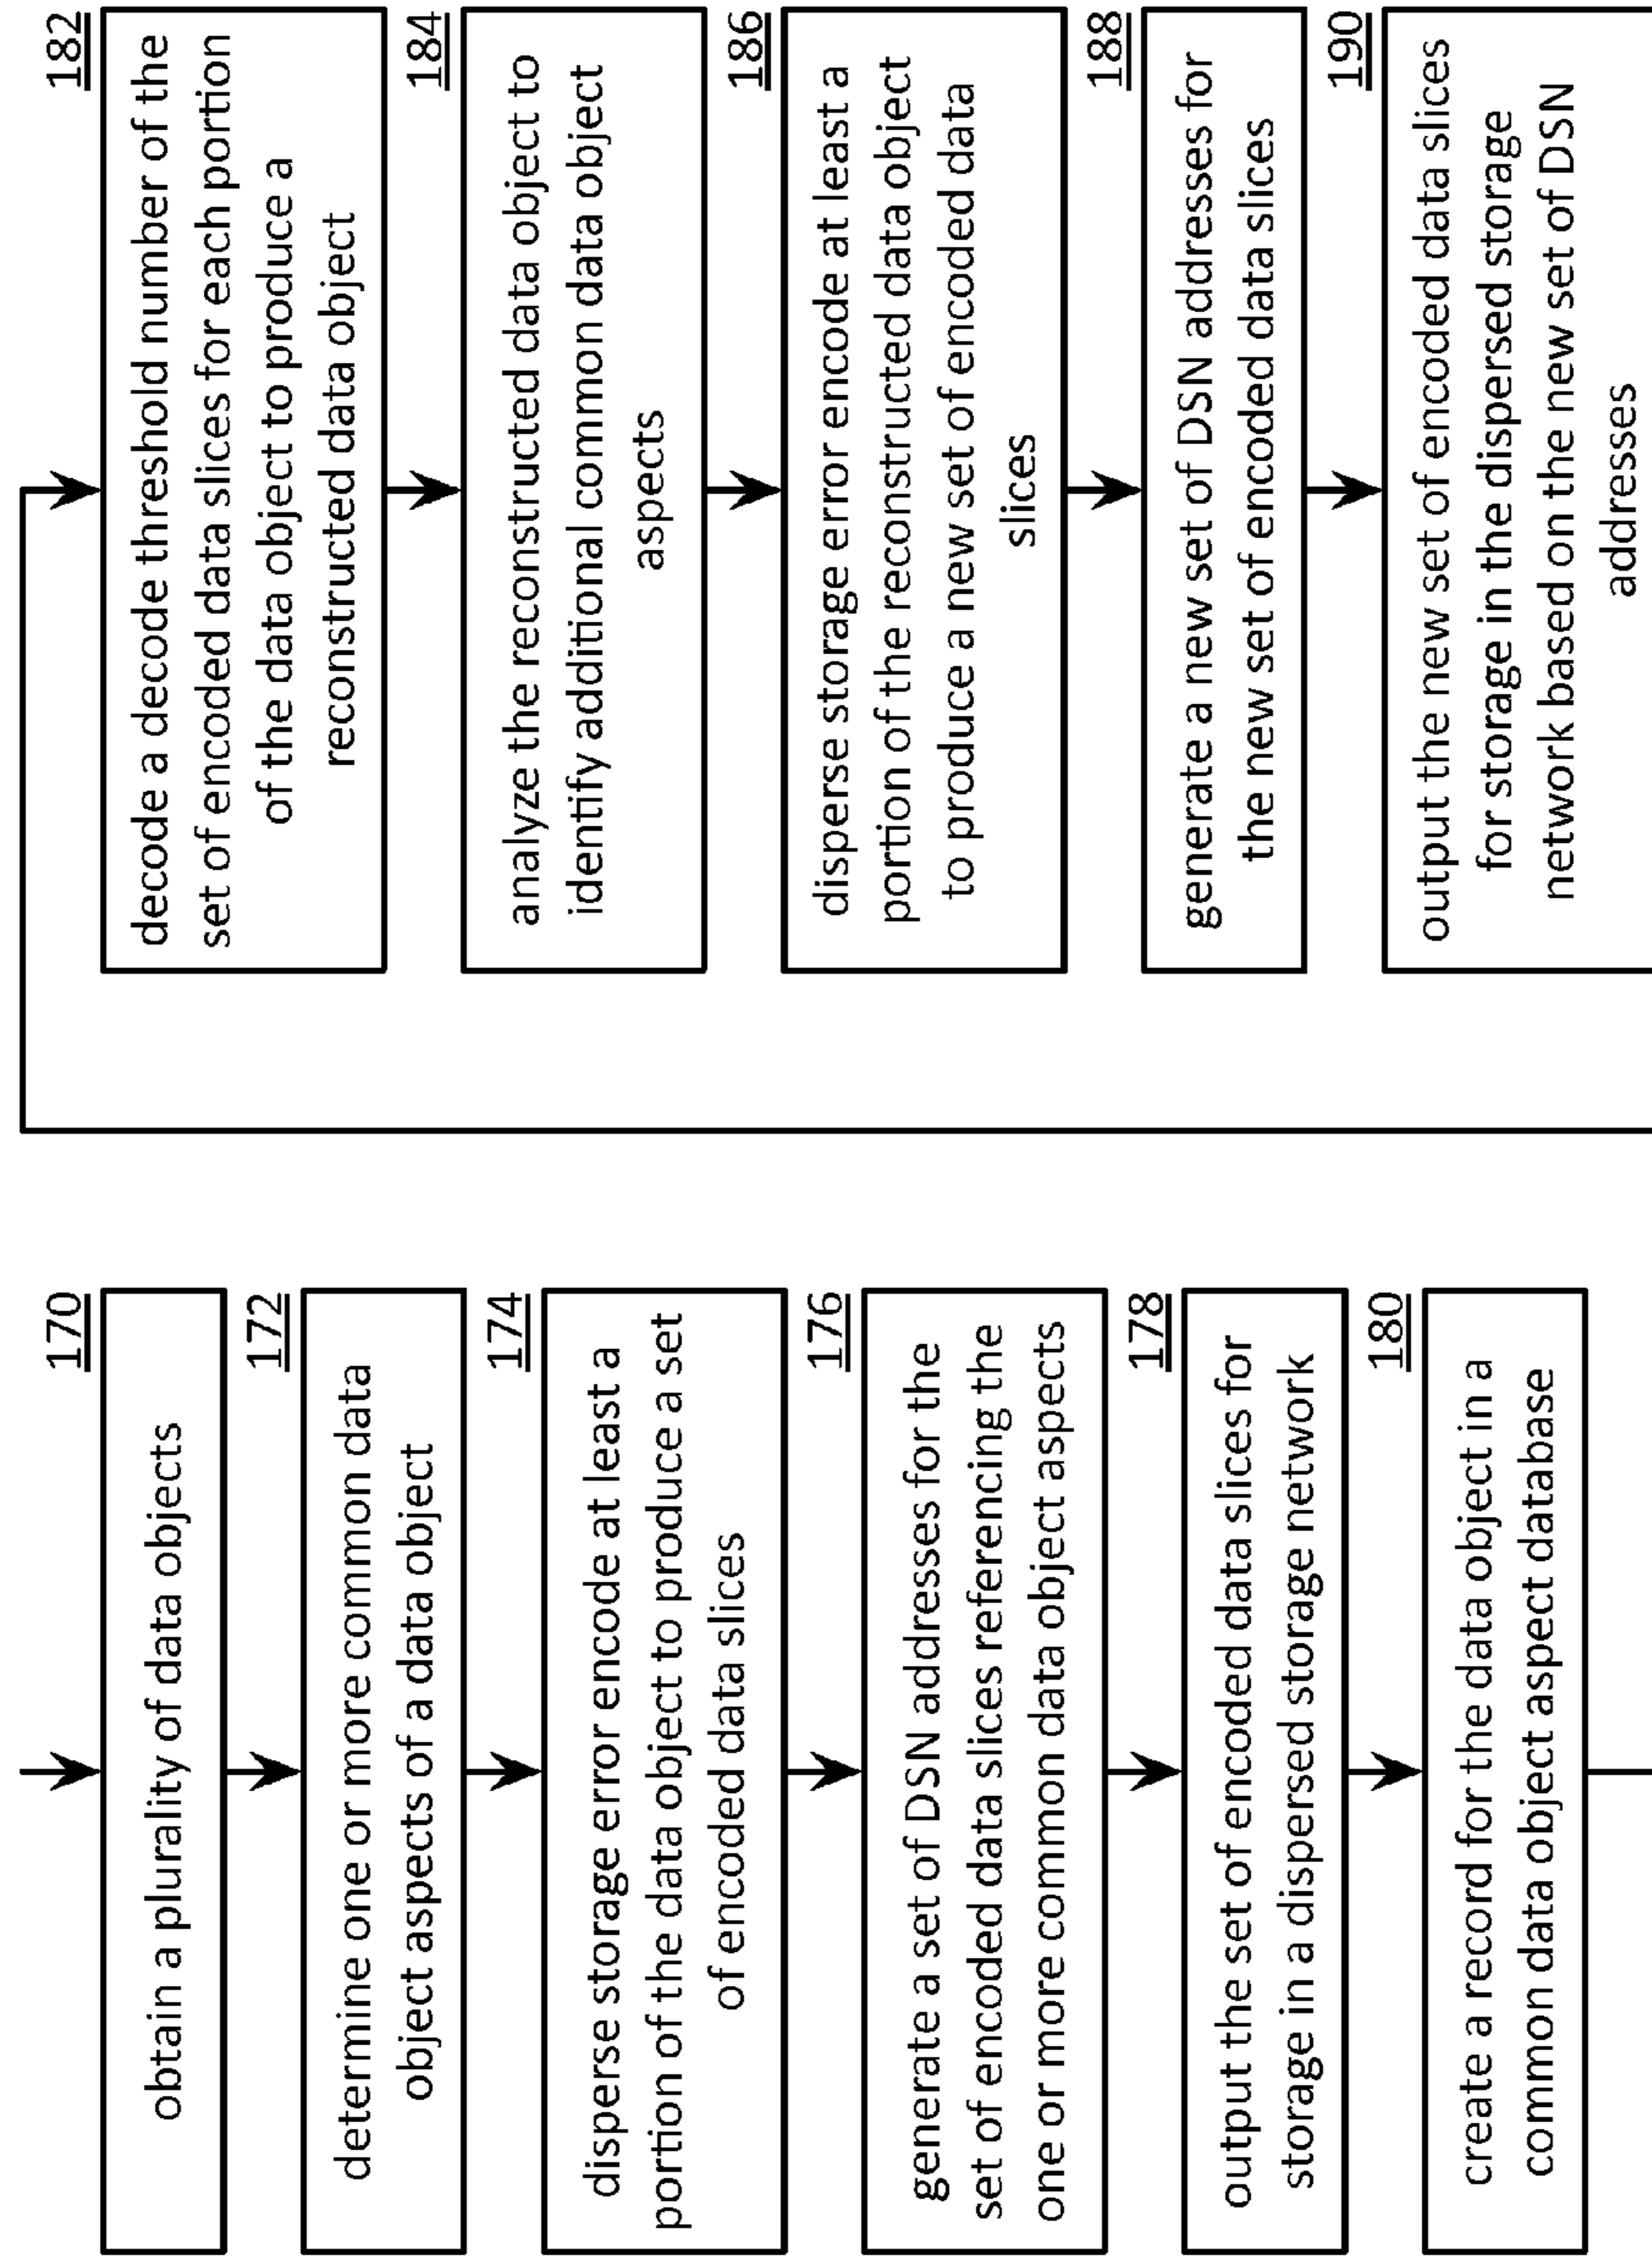 170
obtain a plurality of data objects
172
determine one or more common data
object aspects of a data object
174
disperse storage error encode at least a
portion of the data object to produce a set
of encoded data slices
176
generate a set of DSN addresses for the
set of encoded data slices referencing the
one or more common data object aspects
178
output the set of encoded data slices for
storage in a dispersed storage network
180
create a record for the data object in a
common data object aspect database
182
decode a decode threshold number of the
set of encoded data slices for each portion
of the data object to produce a
reconstructed data object
184
analyze the reconstructed data object to
identify additional common data object
aspects
186
disperse storage error encode at least a
portion of the reconstructed data object
to produce a new set of encoded data
slices
188
generate a new set of DSN addresses for
the new set of encoded data slices
190
output the new set of encoded data slices
for storage in the dispersed storage
network based on the new set of DSN
addresses